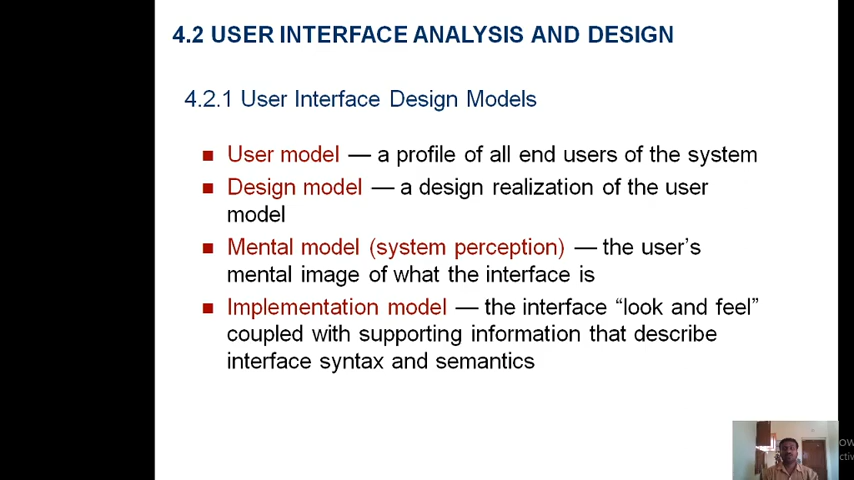 4.2 USER INTERFACE ANALYSIS AND DESIGN
4.2.1 User Interface Design Models
User model — a profile of all end users of the system
Design model — a design realization of the user
model
Mental model (system perception) — the user’s
mental image of what the interface is
Implementation model — the interface “look and feel”
coupled with supporting information that describe
interface syntax and semantics